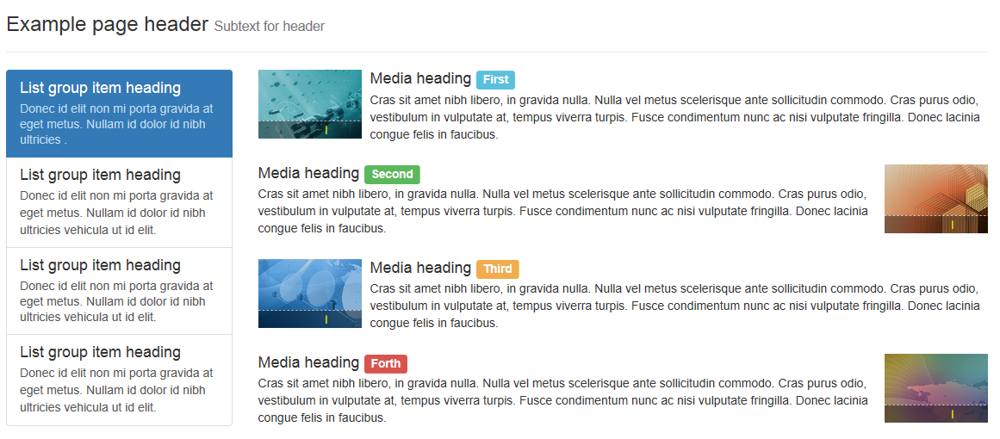 Example page header Subtext for header
List group item heading
Donec id elit non mi porta gravida at
eget metus. Nullam id dolor id nibh
ultricies .
List group item heading
Donec id elit non mi porta gravida at
eget metus. Nullam id dolor id nibh
ultricies vehicula ut id elit.
List group item heading
Donec id elit non mi porta gravida at
eget metus. Nullam id dolor id nibh
ultricies vehicula ut id elit.
List group item heading
Donec id elit non mi porta gravida at
eget metus. Nullam id dolor id nibh
ultricies vehicula ut id elit.
Media heading First
Cras sit amet nibh libero, in gravida nulla. Nulla vel metus scelerisque ante sollicitudin commodo. Cras purus odio,
vestibulum in vulputate at, tempus viverra turpis. Fusce condimentum nunc ac nisi vulputate fringilla. Donec lacinia
congue felis in faucibus.
Media heading Second
Cras sit amet nibh libero, in gravida nulla. Nulla vel metus scelerisque ante sollicitudin commodo. Cras purus odio,
vestibulum in vulputate at, tempus viverra turpis. Fusce condimentum nunc ac nisi vulputate fringilla. Donec lacinia
congue felis in faucibus.
Media heading Third
Cras sit amet nibh libero, in gravida nulla. Nulla vel metus scelerisque ante sollicitudin commodo. Cras purus odio,
vestibulum in vulputate at, tempus viverra turpis. Fusce condimentum nunc ac nisi vulputate fringilla. Donec lacinia
congue felis in faucibus.
Media heading Forth
Cras sit amet nibh libero, in gravida nulla. Nulla vel metus scelerisque ante sollicitudin commodo. Cras purus odio,
vestibulum in vulputate at, tempus viverra turpis. Fusce condimentum nunc ac nisi vulputate fringilla. Donec lacinia
congue felis in faucibus.